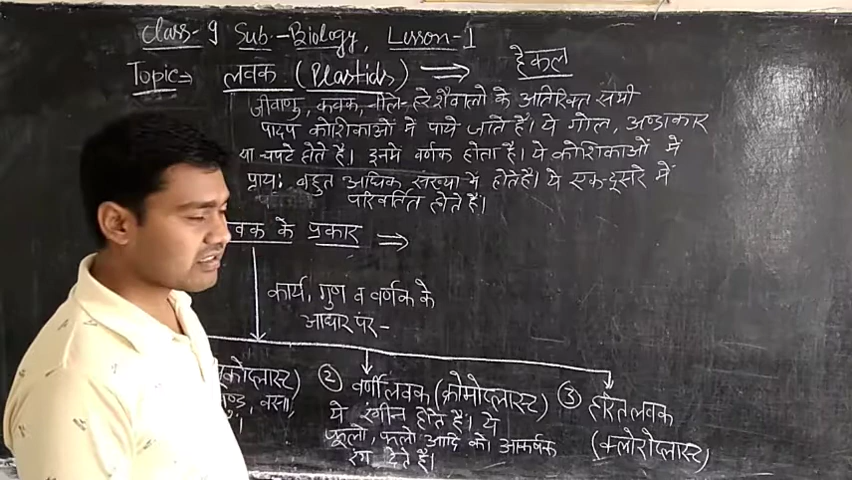 Class-9 Sub.-Biology, Lesson-1
Topic→ लवक (Plastids) ⇒ हैकल
जीवाणु, कवक, नीले-हरे शैवालो के अतिरिक्त सभी
पादप कोशिकाओं में पाये जाते है। ये गोल, अण्डाकार
या चपटे होते है। इनमें वर्णक होता है। ये कोशिकाओं में
प्राय: बहुत अधिक संख्या में होते है। ये एक-दूसरे में
परिवर्तित होते है।
वक के प्रकार ⇒
कार्य, गुण व वर्णक के
आधार पर-
कोप्लास्ट) ② वर्णीलवक (क्रोमोप्लास्ट) ③ हरितलवक
वसा, ये रंगीन होते है। ये (क्लोरोप्लास्ट)
फूलो, फलो आदि को आकर्षक
रंग देते है।